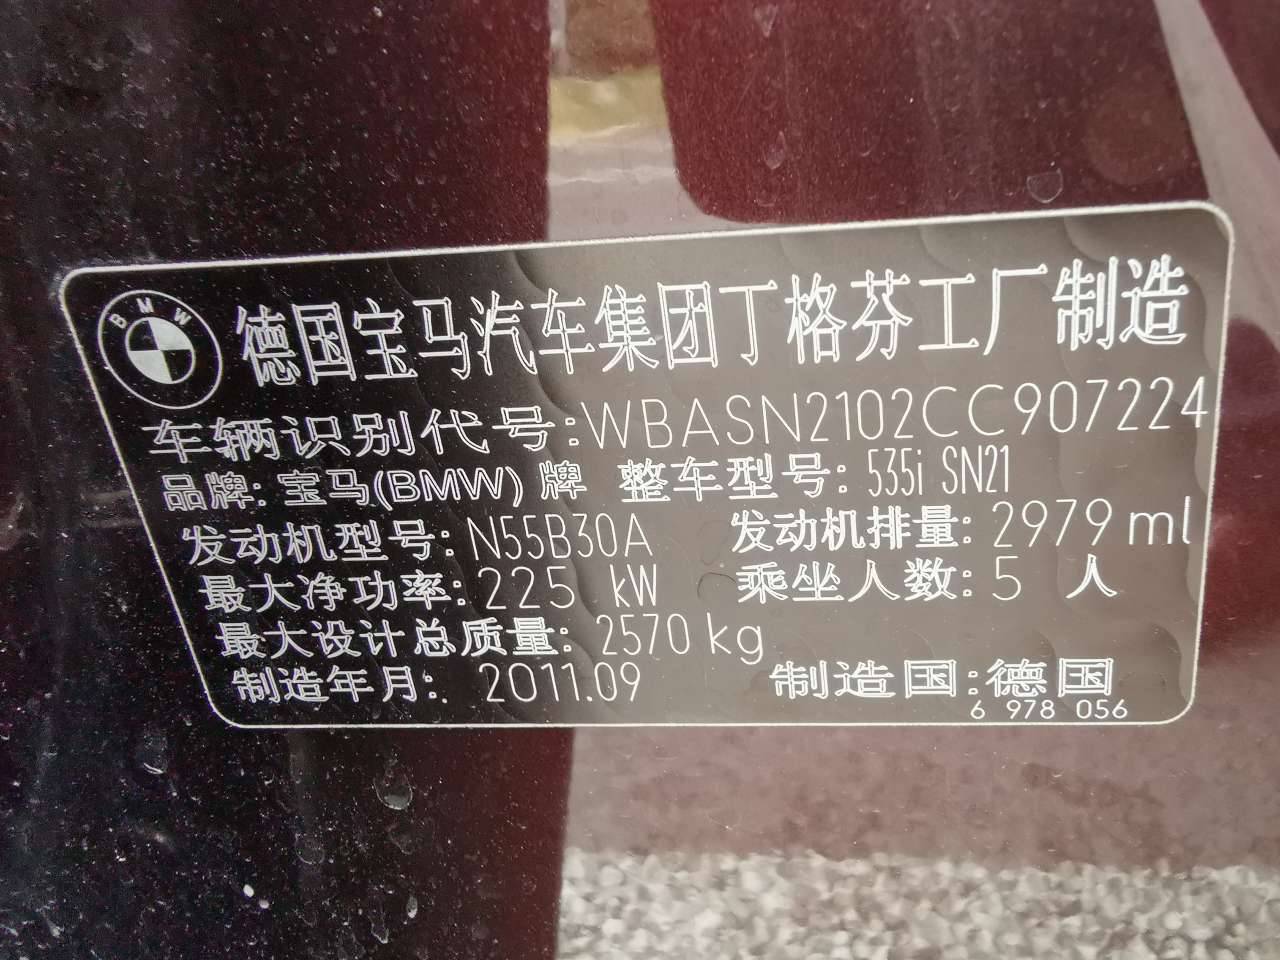 BMW
德国宝马汽车集团丁格芬工厂制造
车辆识别代号:WBASN2102CC907224
品牌:宝马(BMW)牌 整车型号:535i SN21
发动机型号:N55B30A 发动机排量:2979ml
最大净功率:225 kW 乘坐人数:5 人
最大设计总质量:2570kg
制造年月:2011.09 制造国:德国
6 978 056